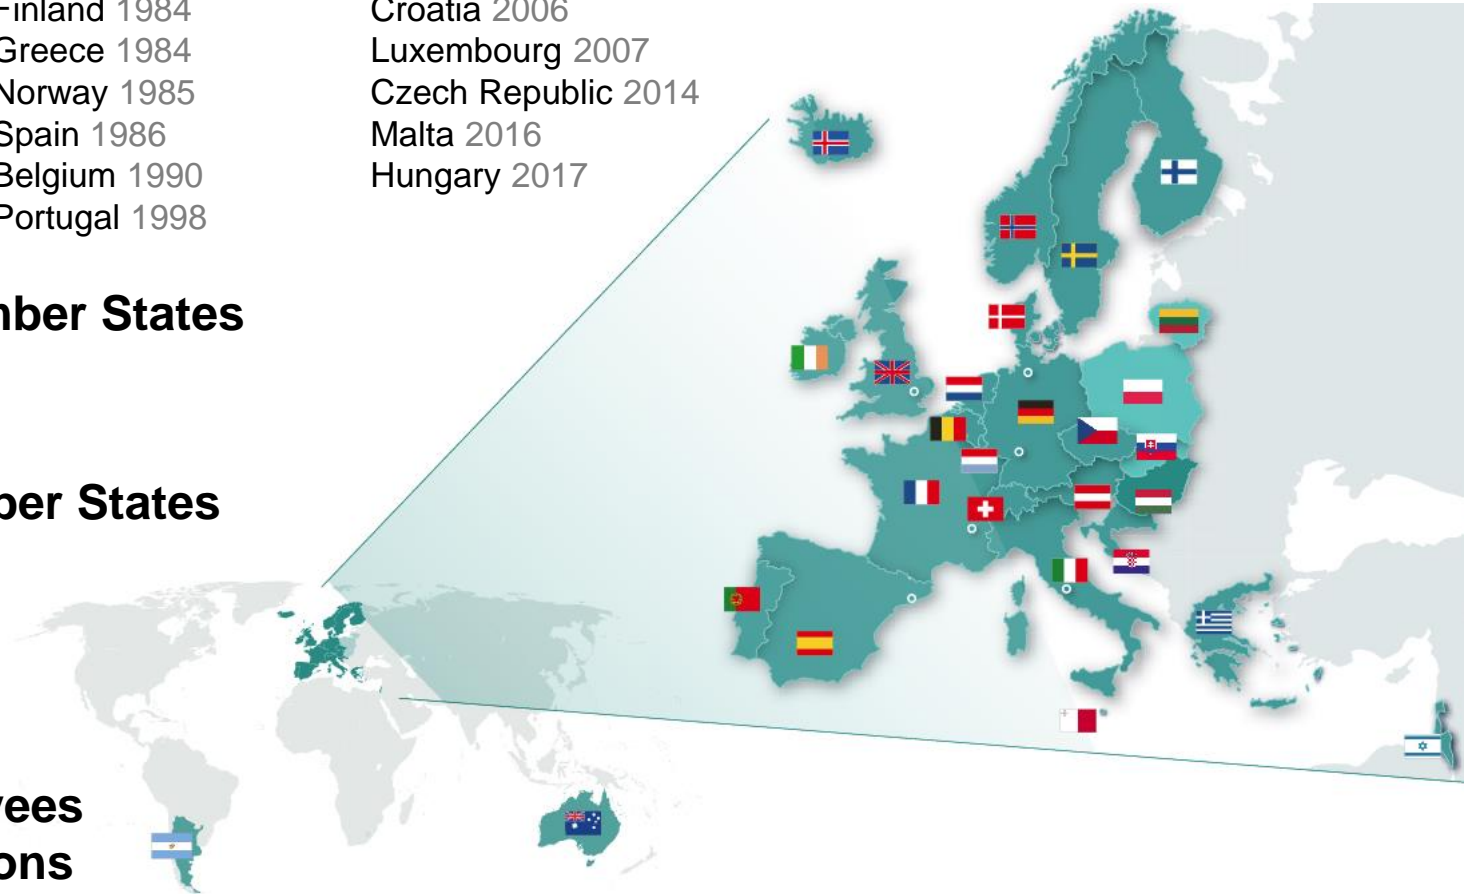 Finland 1984
Greece 1984
Norway 1985
Spain 1986
Belgium 1990
Portugal 1998
Croatia 2006
Luxembourg 2007
Czech Republic 2014
Malta 2016
Hungary 2017
mber States
ber States
yees
ons